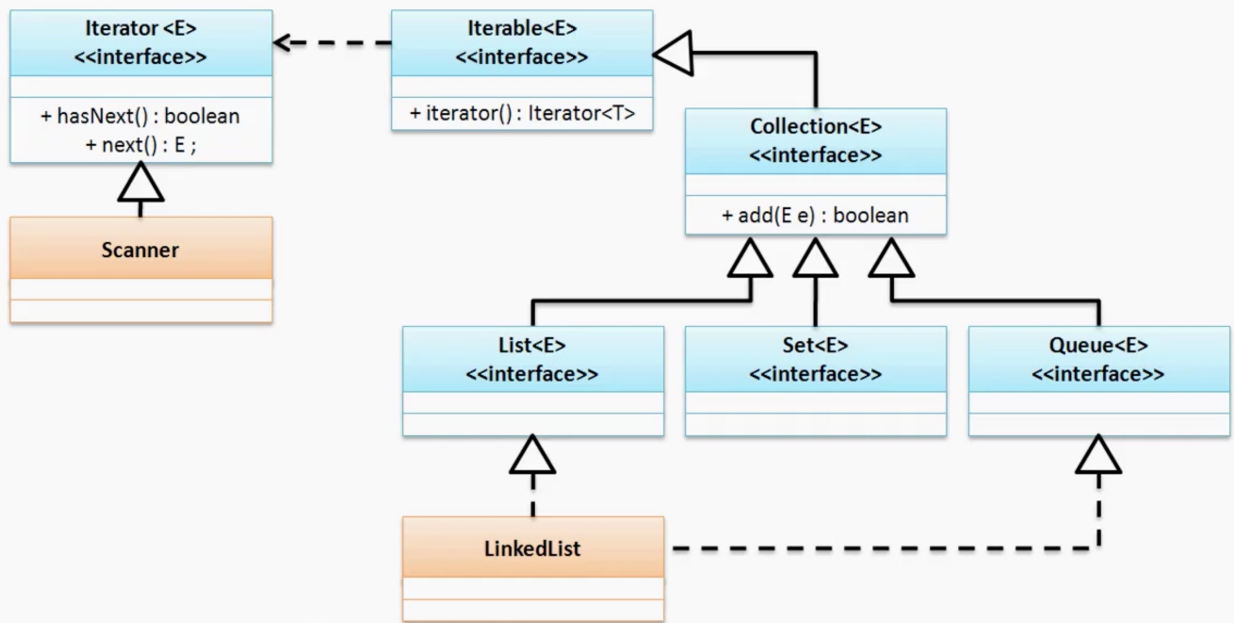 Iterator <E>
<<interface>>
+ hasNext() : boolean
+ next() : E ;
Iterable<E>
<<interface>>
+ iterator() : Iterator<T>
Collection<E>
<<interface>>
+ add(E e) : boolean
Scanner
List<E>
<<interface>>
Set<E>
<<interface>>
Queue<E>
<<interface>>
LinkedList